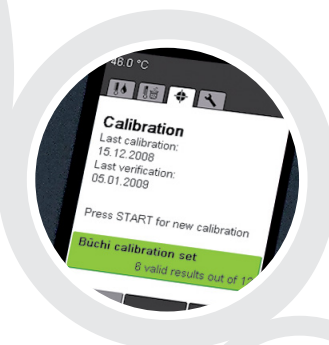 46.0 °C
Calibration
Last calibration:
15.12.2008
Last verification:
05.01.2009
Press START for new calibration
Büchi calibration set
6 valid results out of